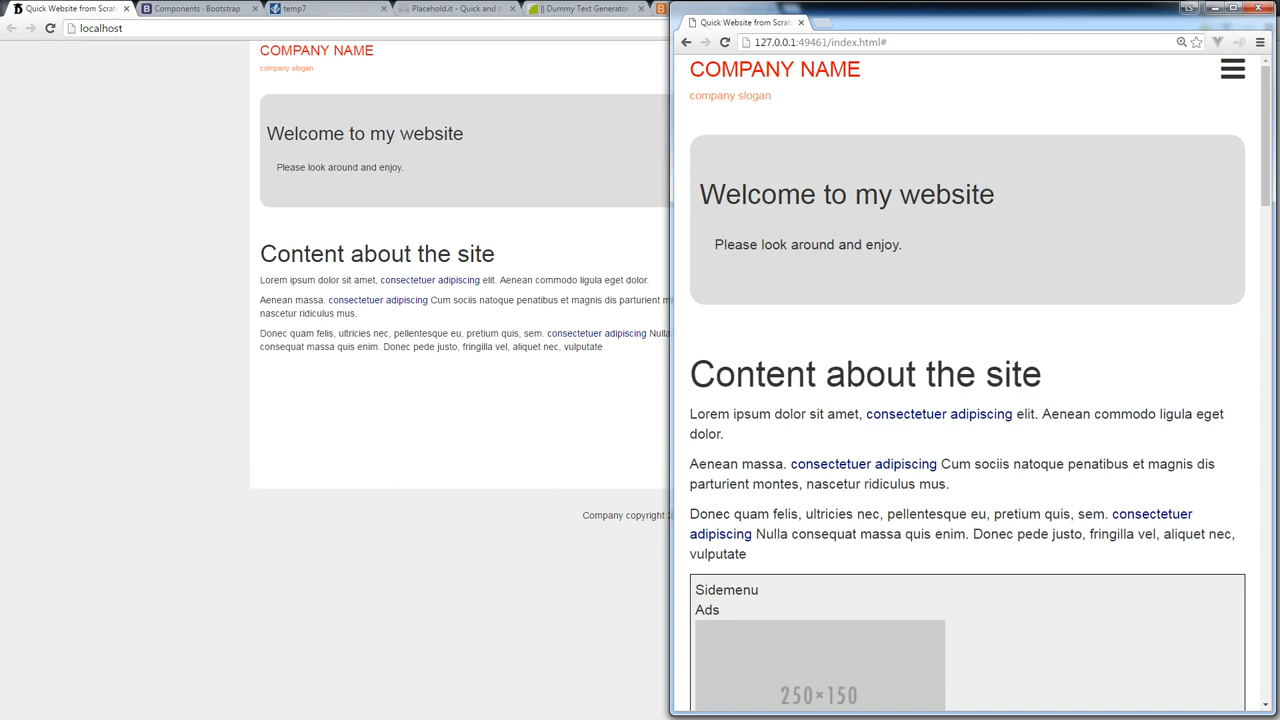 Quick Website from Scrat
Components - Bootstrap
temp7
Placehold.it - Quick and
|| Dummy Text Generator
localhost
COMPANY NAME
company slogan
Welcome to my website
Please look around and enjoy.
Content about the site
Lorem ipsum dolor sit amet, consectetuer adipiscing elit. Aenean commodo ligula eget dolor.
Aenean massa. consectetuer adipiscing Cum sociis natoque penatibus et magnis dis parturient m
nascetur ridiculus mus.
Donec quam felis, ultricies nec, pellentesque eu, pretium quis, sem. consectetuer adipiscing Nulla
consequat massa quis enim. Donec pede justo, fringilla vel, aliquet nec, vulputate
Company copyright
Quick Website from Scrat
127.0.0.1:49461/index.html#
COMPANY NAME
company slogan
Welcome to my website
Please look around and enjoy.
Content about the site
Lorem ipsum dolor sit amet, consectetuer adipiscing elit. Aenean commodo ligula eget
dolor.
Aenean massa. consectetuer adipiscing Cum sociis natoque penatibus et magnis dis
parturient montes, nascetur ridiculus mus.
Donec quam felis, ultricies nec, pellentesque eu, pretium quis, sem. consectetuer
adipiscing Nulla consequat massa quis enim. Donec pede justo, fringilla vel, aliquet nec,
vulputate
Sidemenu
Ads
250×150